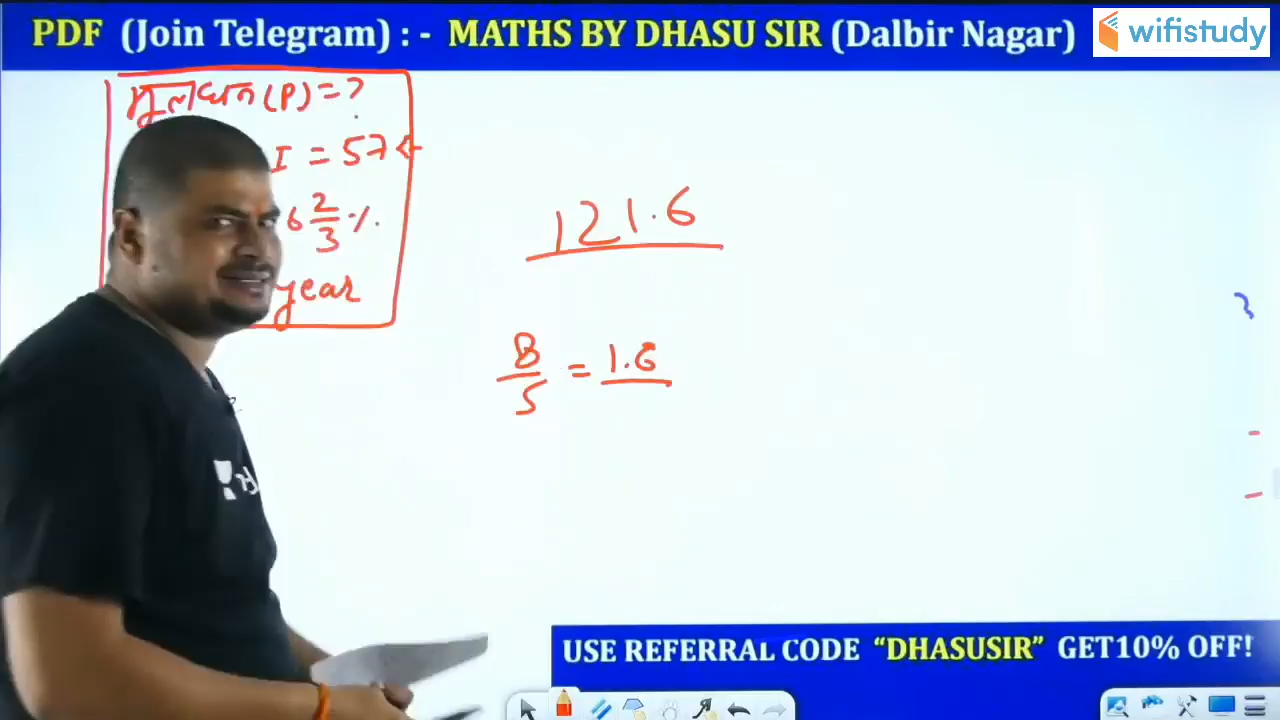 PDF (Join Telegram) : - MATHS BY DHASU SIR (Dalbir Nagar)
wifistudy
मूलधन (P) = ?
I = 57
6 2/3 %
year
121.6
8/5 = 1.6
USE REFERRAL CODE “DHASUSIR” GET10% OFF!